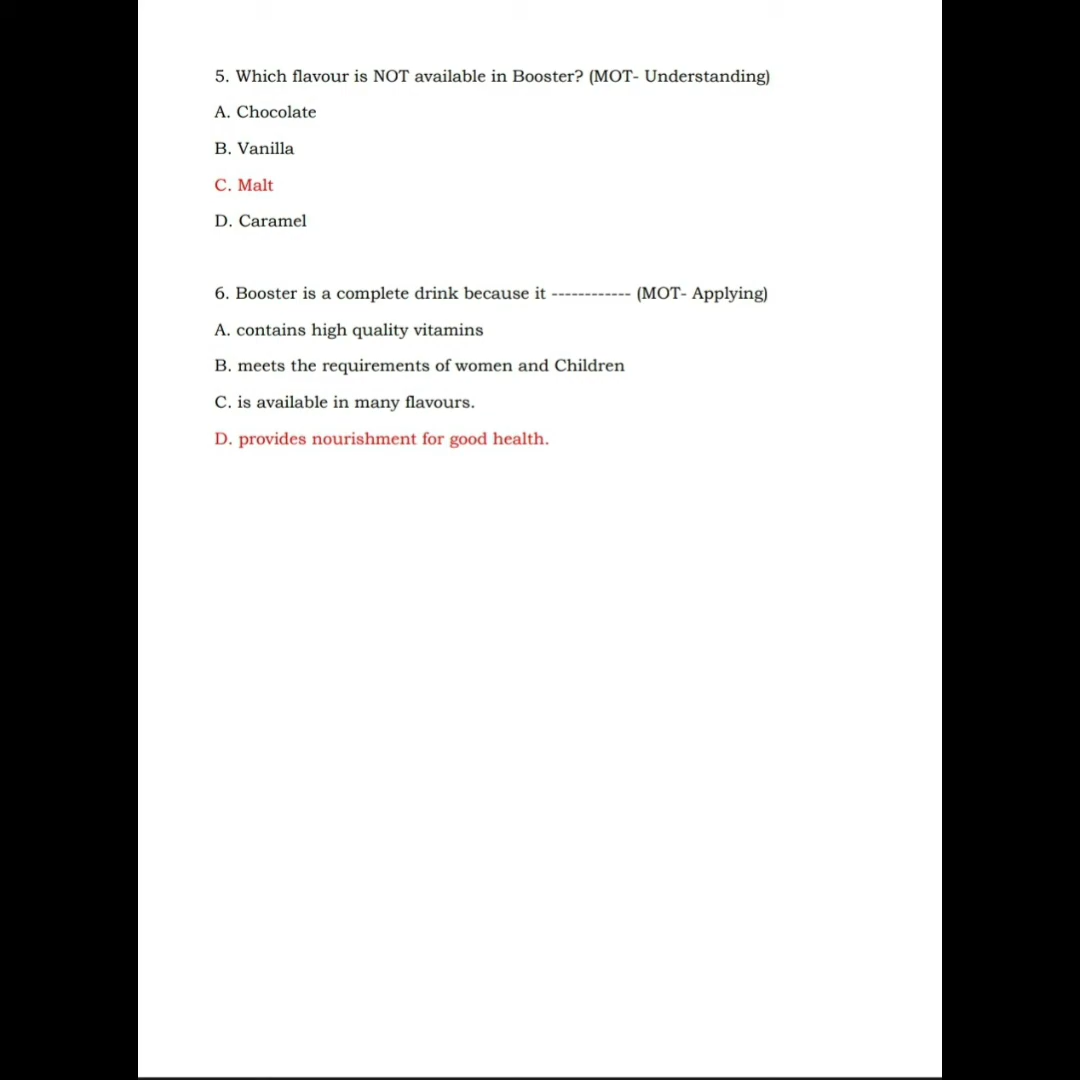 5. Which flavour is NOT available in Booster? (MOT- Understanding)
A. Chocolate
B. Vanilla
C. Malt
D. Caramel
6. Booster is a complete drink because it ------------ (MOT- Applying)
A. contains high quality vitamins
B. meets the requirements of women and Children
C. is available in many flavours.
D. provides nourishment for good health.